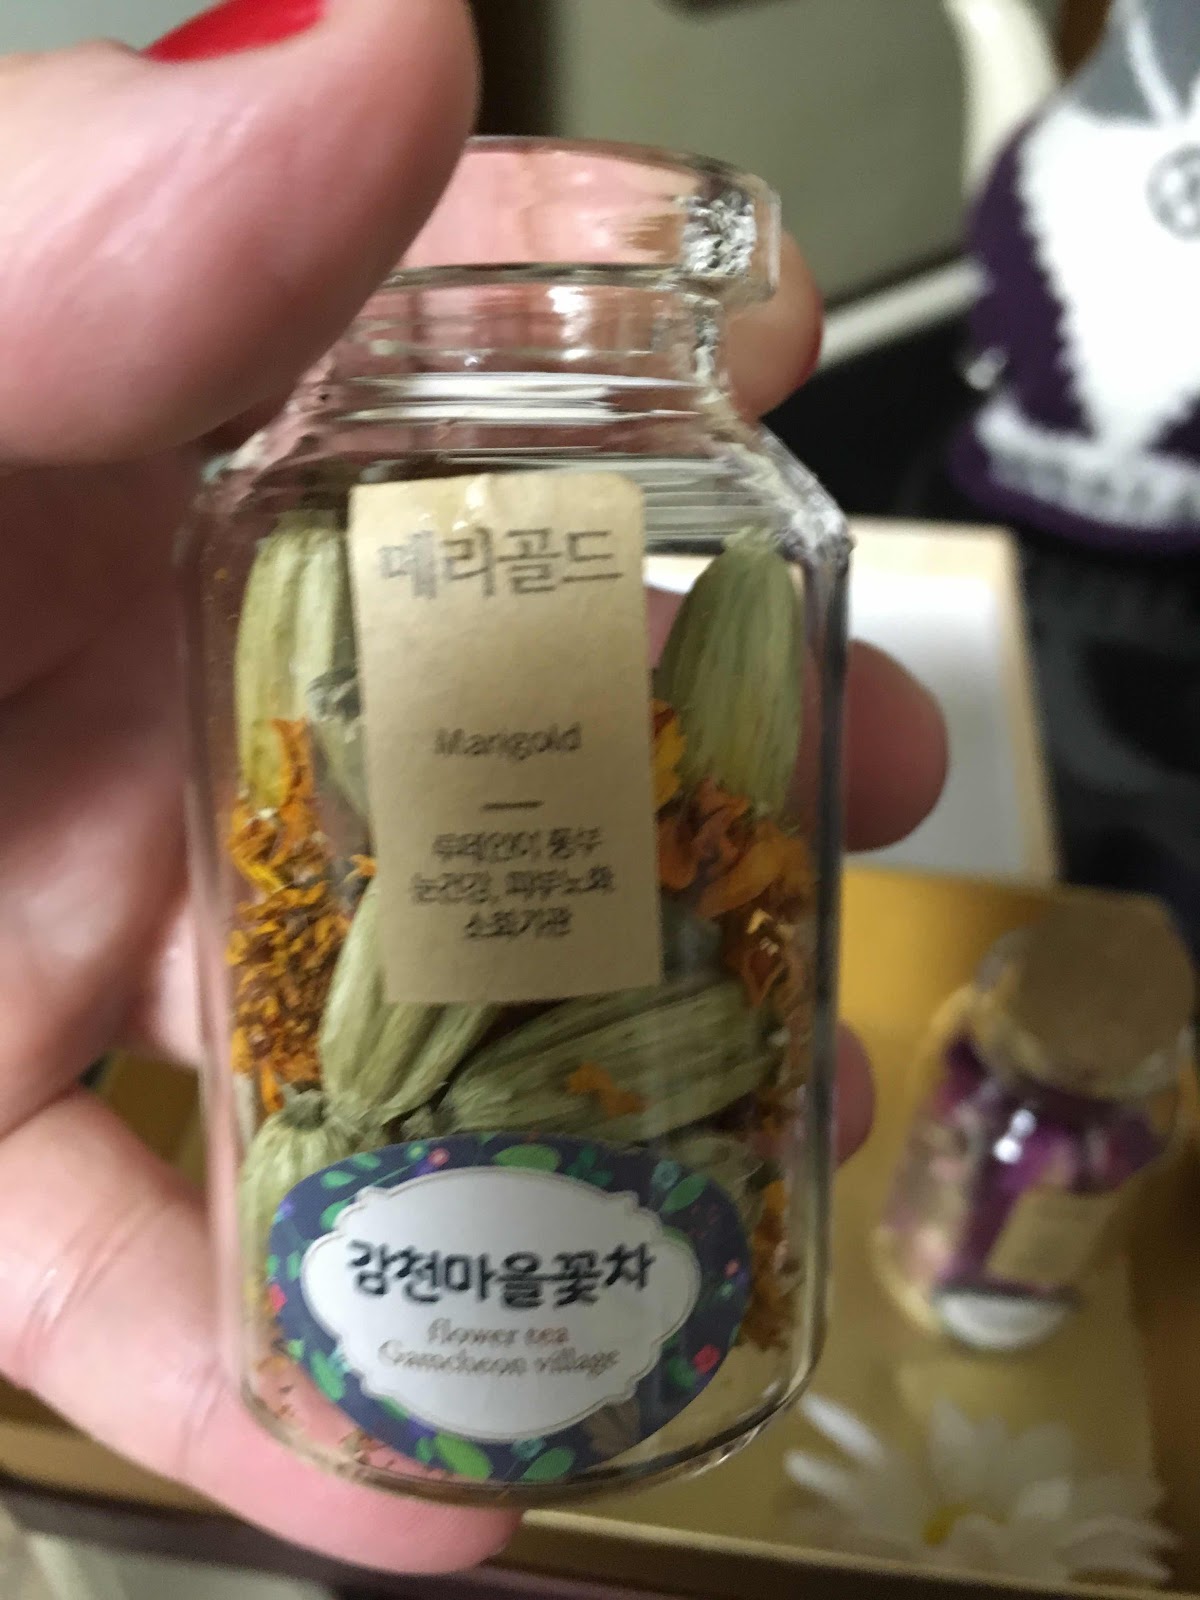 메리골드
Marigold
루테인이 풍부
눈건강, 피부노화
소화기관
감천마을꽃차
flower tea
Gamcheon village